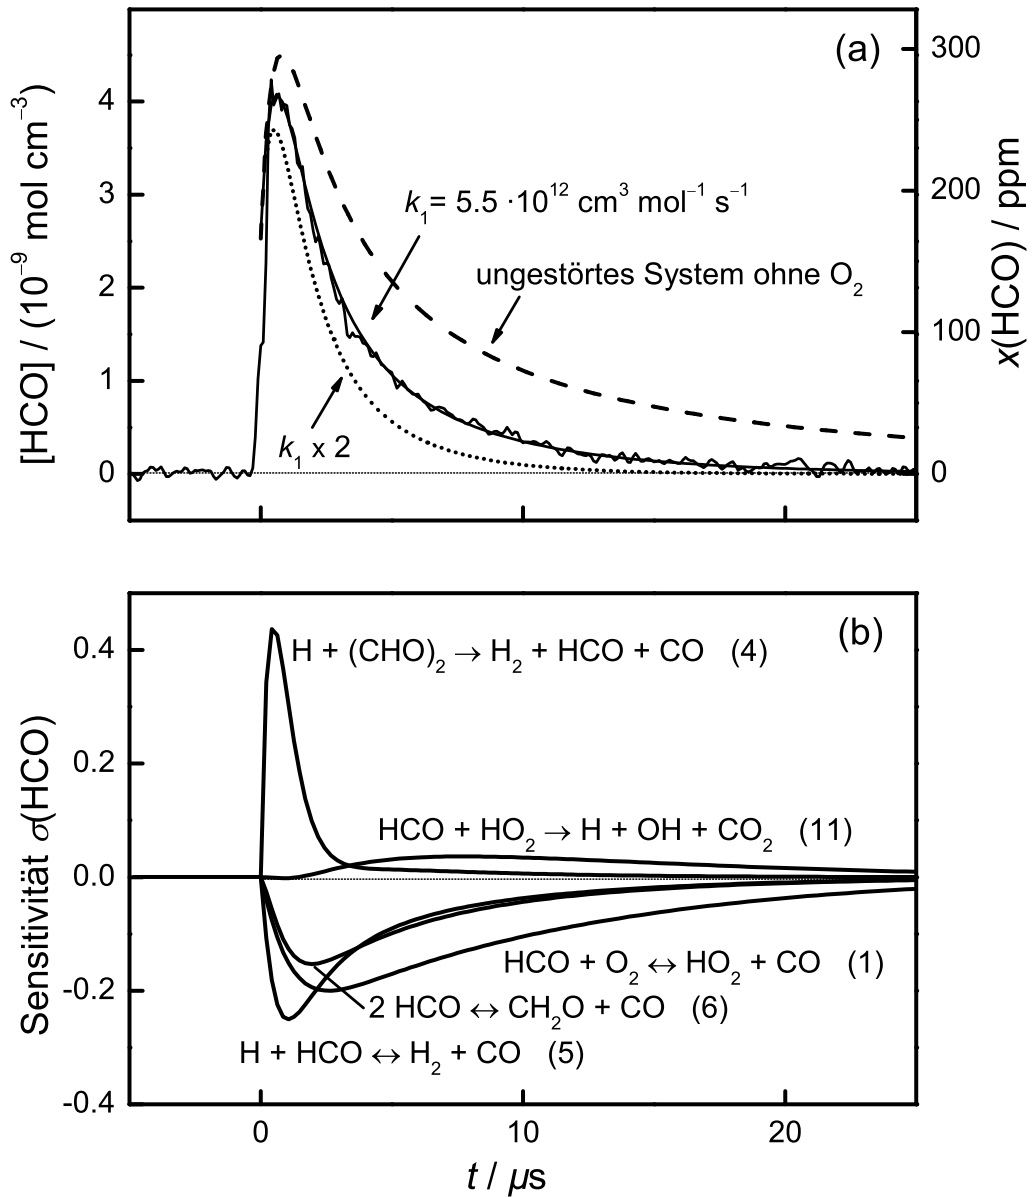 (a)
[HCO] / (10⁻⁹ mol cm⁻³)
4
3
2
1
0
x(HCO) / ppm
300
200
100
0
k₁= 5.5 ·10¹² cm³ mol⁻¹ s⁻¹
ungestörtes System ohne O₂
k₁ x 2
(b)
Sensitivität σ(HCO)
0.4
0.2
0.0
-0.2
-0.4
H + (CHO)₂ → H₂ + HCO + CO (4)
HCO + HO₂ → H + OH + CO₂ (11)
HCO + O₂ ↔ HO₂ + CO (1)
2 HCO ↔ CH₂O + CO (6)
H + HCO ↔ H₂ + CO (5)
0
10
20
t / µs